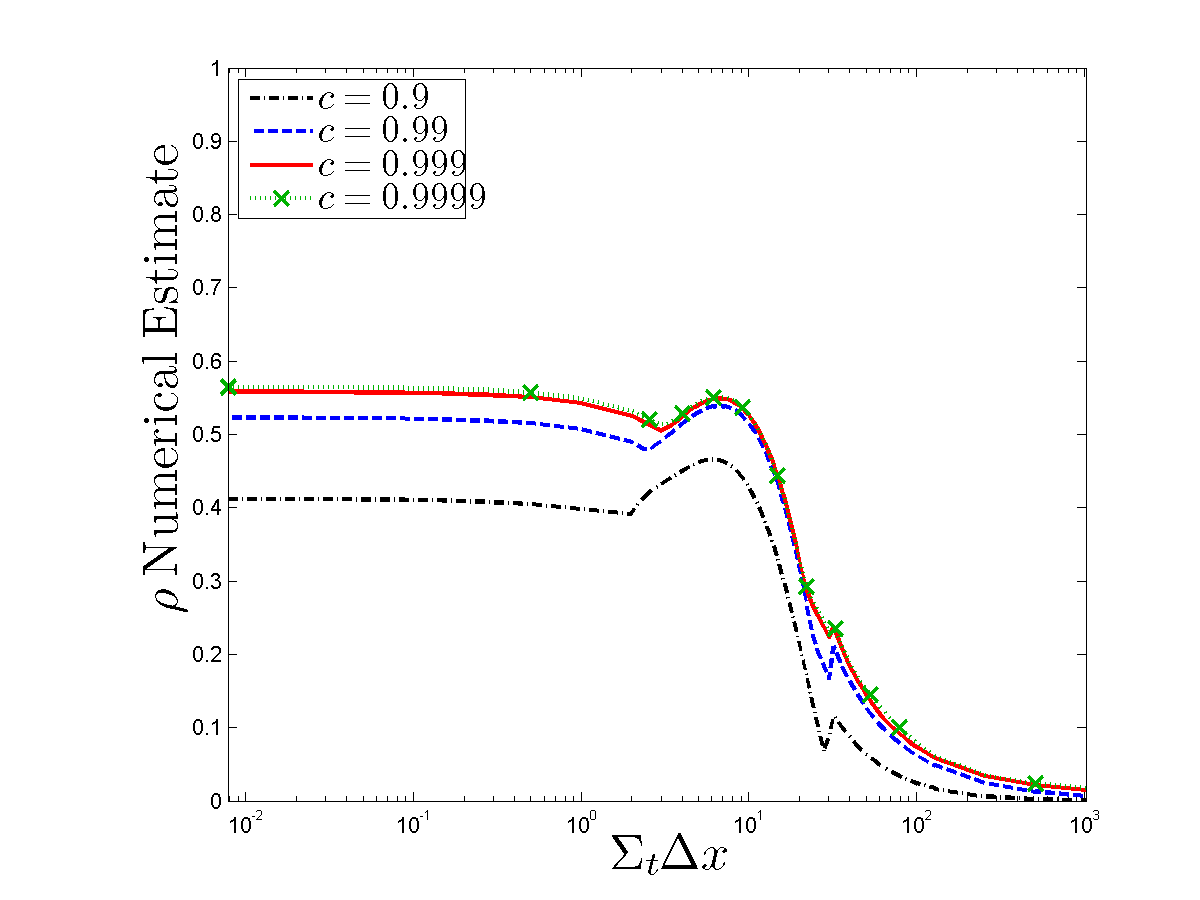 1
0.9
0.8
0.7
0.6
0.5
0.4
0.3
0.2
0.1
0
ρ Numerical Estimate
c = 0.9
c = 0.99
c = 0.999
c = 0.9999
10^-2 10^-1 10^0 10^1 10^2 10^3
Σ_tΔx